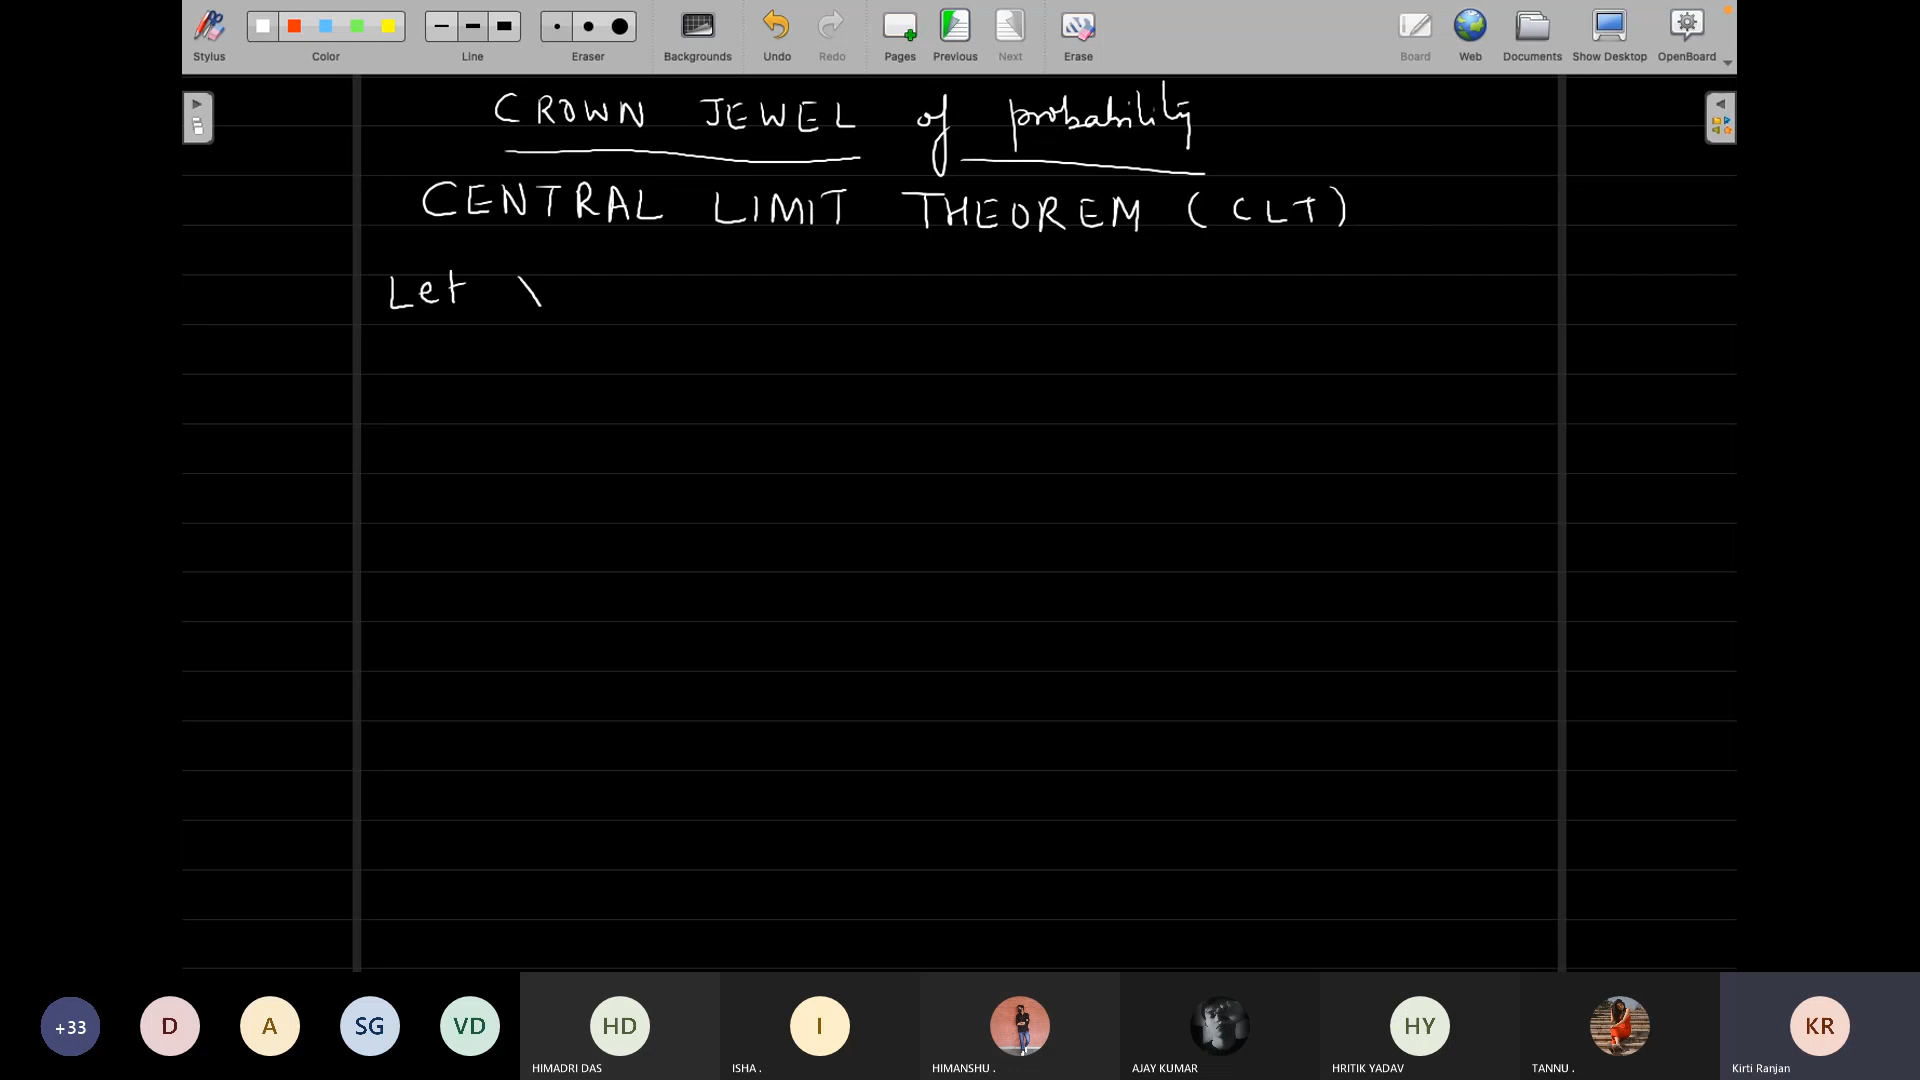 Stylus Color Line Eraser Backgrounds Undo Redo Pages Previous Next Erase Board Web Documents Show Desktop OpenBoard
CROWN JEWEL of probability
CENTRAL LIMIT THEOREM (CLT)
Let \
+33 D A SG VD HD I HY KR
HIMADRI DAS ISHA . HIMANSHU . AJAY KUMAR HRITIK YADAV TANNU . Kirti Ranjan